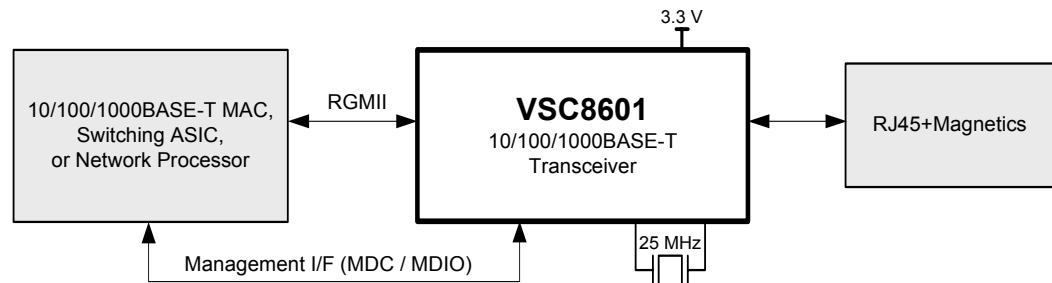 3.3 V
10/100/1000BASE-T MAC,
Switching ASIC,
or Network Processor
RGMII
VSC8601
10/100/1000BASE-T
Transceiver
RJ45+Magnetics
25 MHz
Management I/F (MDC / MDIO)